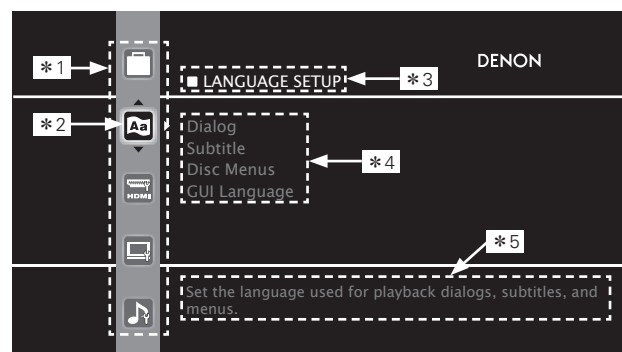 ✻1
DENON
■ LANGUAGE SETUP
✻3
✻2
Aa
Dialog
Subtitle
Disc Menus
GUI Language
✻4
HDMI
✻5
Set the language used for playback dialogs, subtitles, and
menus.